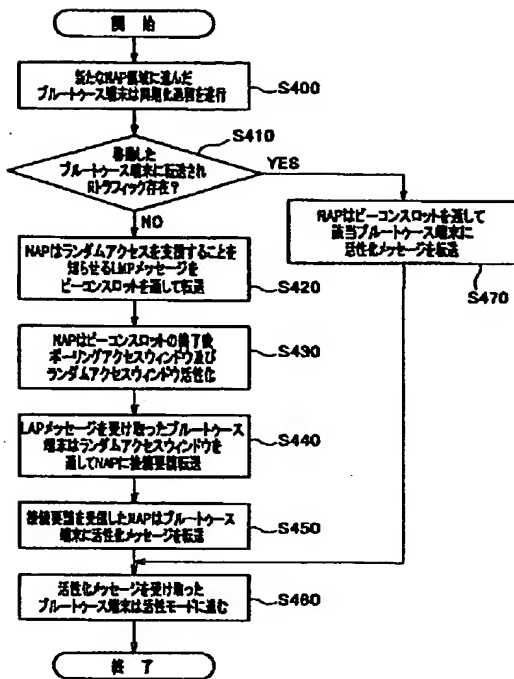 開 始
新たなNAP領域に進んだ
ブルートゥース端末は同期化過程を進行
S400
S410
移動した
ブルートゥース端末に転送され
るトラフィック存在?
YES
NO
NAPはランダムアクセスを支援することを
知らせるLMPメッセージを
ビーコンスロットを通して転送
S420
NAPはビーコンスロットを通して
該当ブルートゥース端末に
活性化メッセージを転送
S470
NAPはビーコンスロットの終了後
ポーリングアクセスウィンドウ及び
ランダムアクセスウィンドウ活性化
S430
LAPメッセージを受け取ったブルートゥース
端末はランダムアクセスウィンドウを
通してNAPに接続要請転送
S440
接続要請を受信したNAPはブルートゥース
端末に活性化メッセージを転送
S450
活性化メッセージを受け取った
ブルートゥース端末は活性モードに進む
S460
終 了